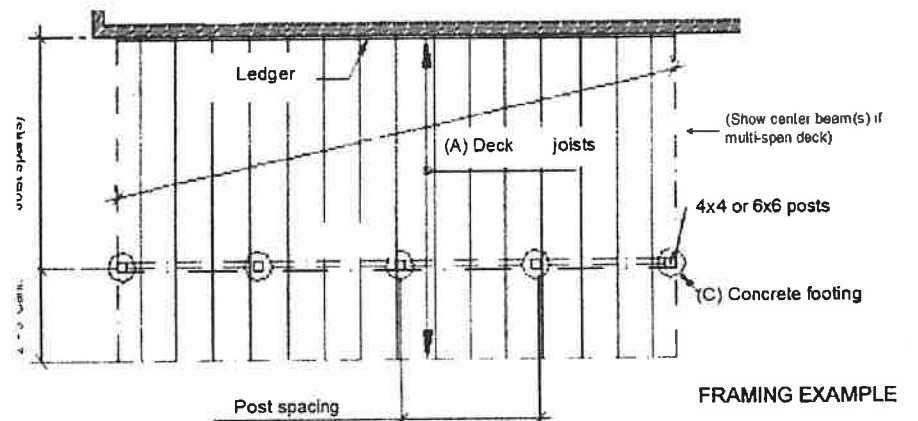 Ledger
(Show center beam(s) if
multi-span deck)
(A) Deck joists
4x4 or 6x6 posts
(C) Concrete footing
Post spacing
FRAMING EXAMPLE